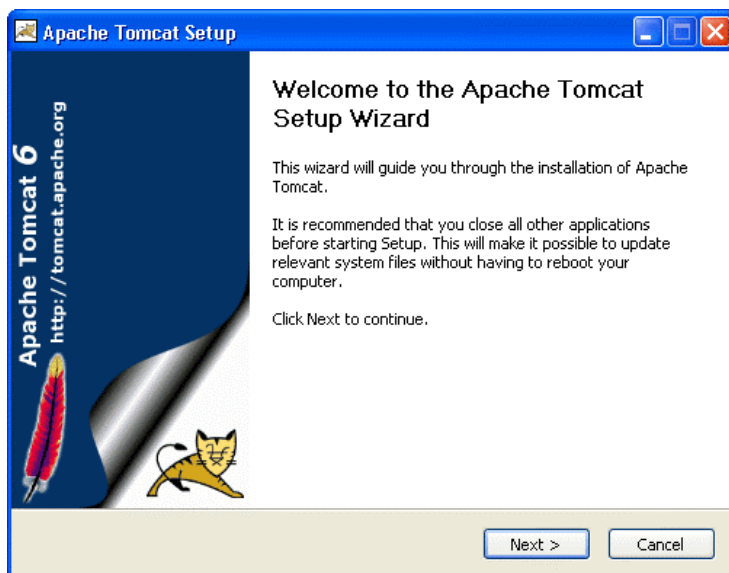 Apache Tomcat Setup
Apache Tomcat 6
http://tomcat.apache.org
Welcome to the Apache Tomcat
Setup Wizard
This wizard will guide you through the installation of Apache
Tomcat.
It is recommended that you close all other applications
before starting Setup. This will make it possible to update
relevant system files without having to reboot your
computer.
Click Next to continue.
Next >
Cancel